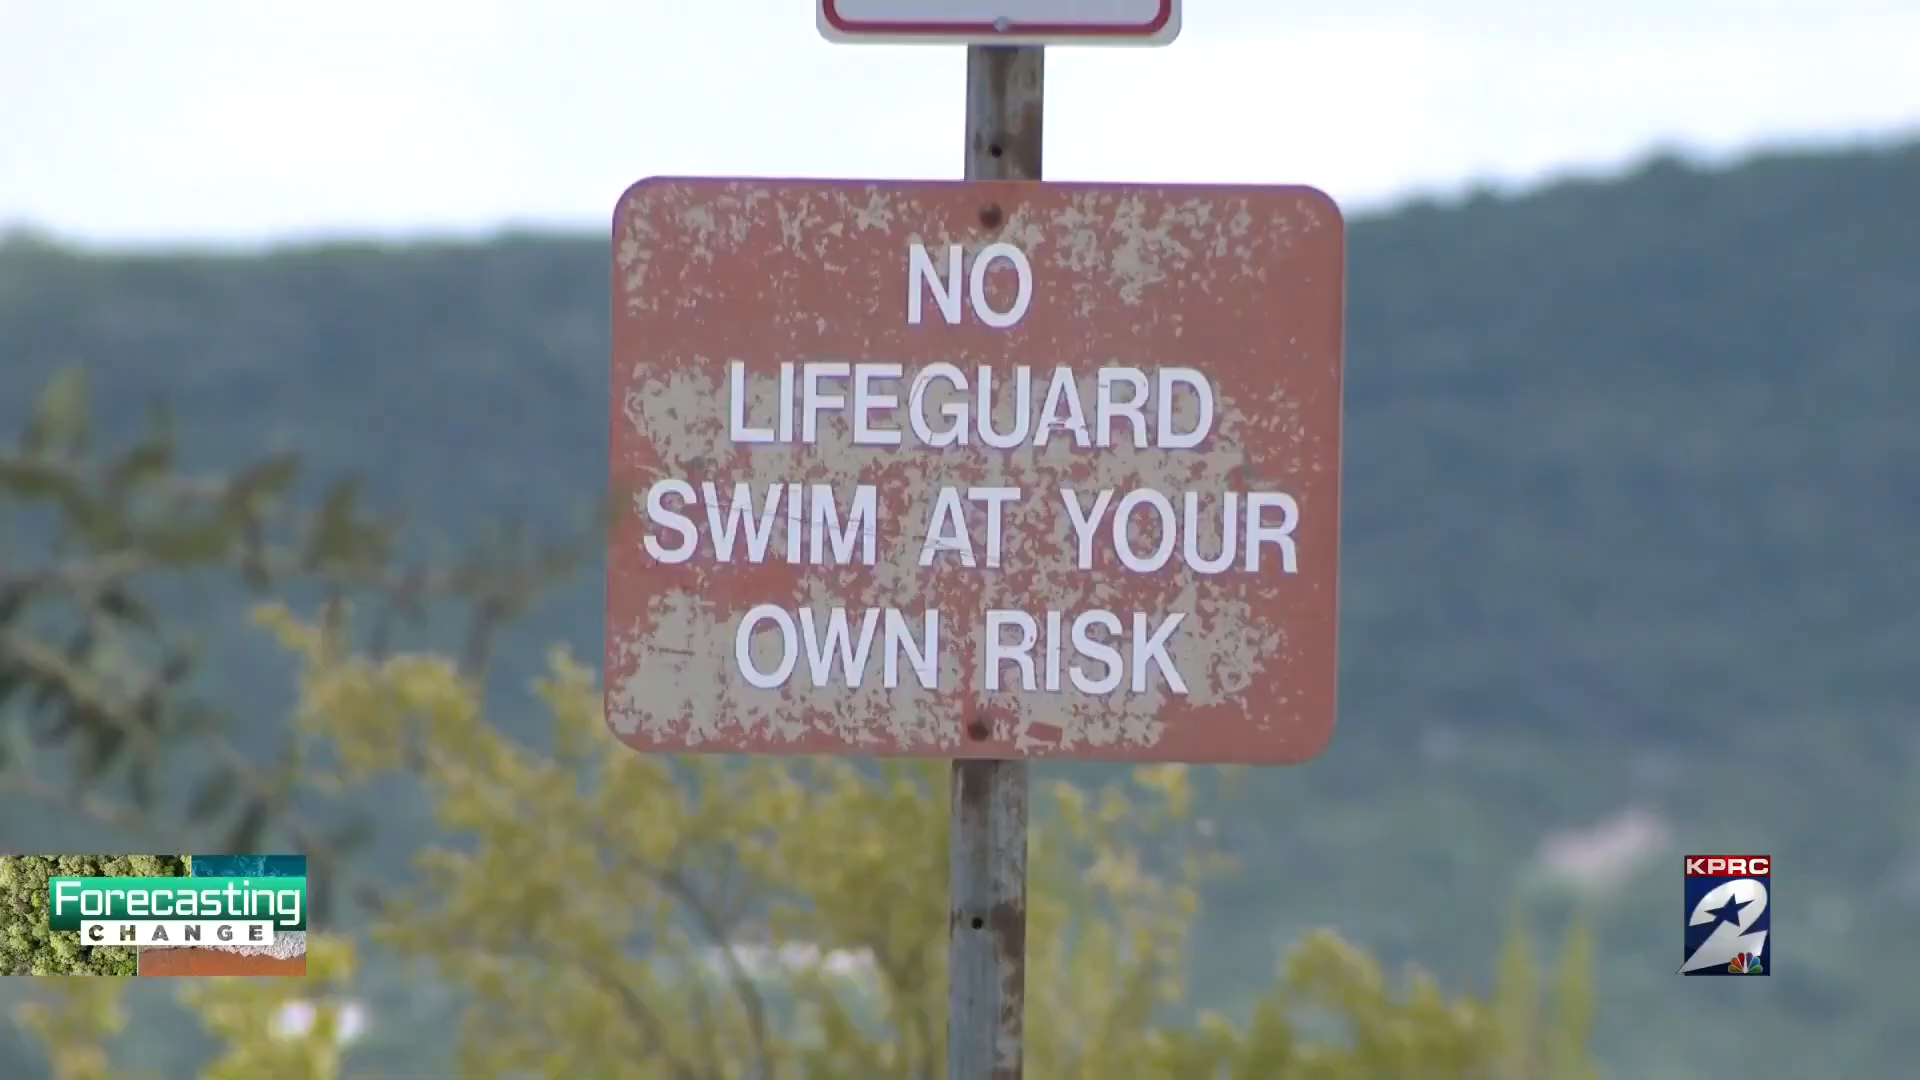 NO
LIFEGUARD
SWIM AT YOUR
OWN RISK
Forecasting
CHANGE
KPRC
2